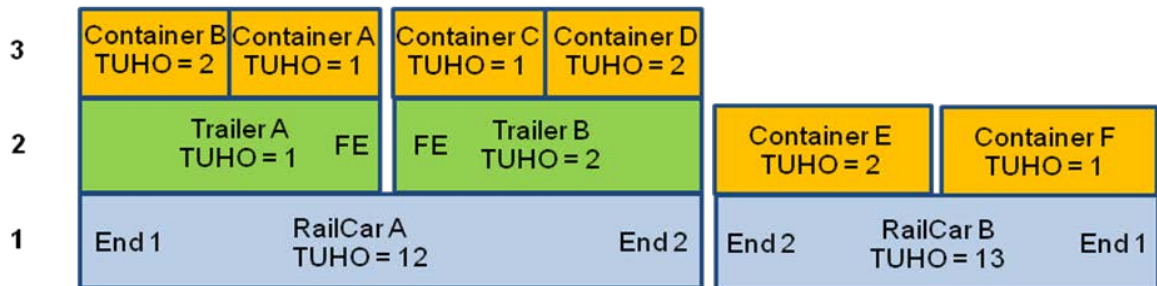 3
Container B
TUHO = 2
Container A
TUHO = 1
Container C
TUHO = 1
Container D
TUHO = 2
2
Trailer A
TUHO = 1
FE
FE
Trailer B
TUHO = 2
Container E
TUHO = 2
Container F
TUHO = 1
1
End 1
RailCar A
TUHO = 12
End 2
End 2
RailCar B
TUHO = 13
End 1